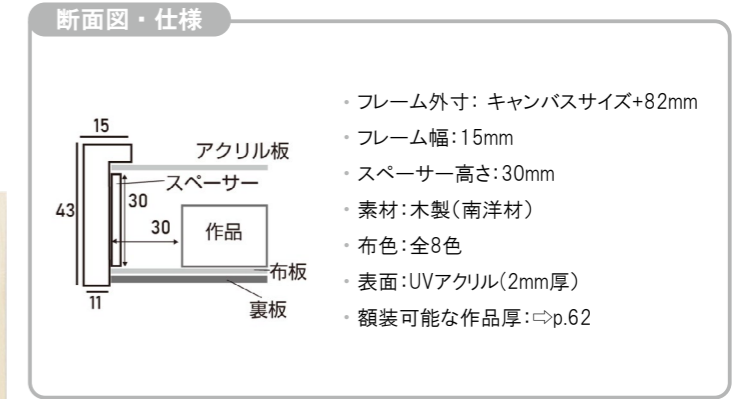 断面図・仕様
15
アクリル板
スペーサー
30
43
30
作品
布板
11
裏板
・フレーム外寸： キャンバスサイズ+82mm
・フレーム幅：15mm
・スペーサー高さ：30mm
・素材：木製（南洋材）
・布色：全8色
・表面：UVアクリル（2mm厚）
・額装可能な作品厚：⇨p.62